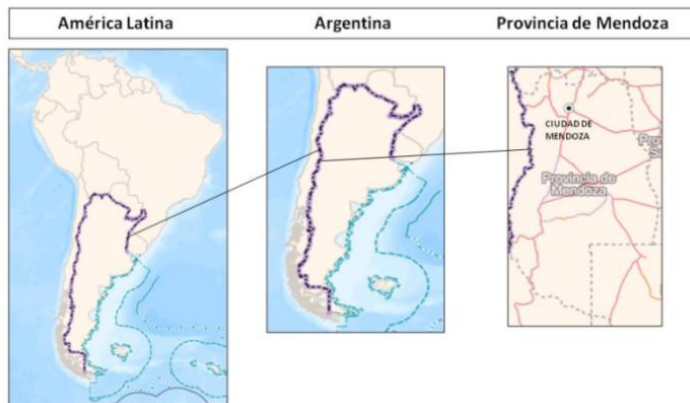 América Latina
Argentina
Provincia de Mendoza
CIUDAD DE
MENDOZA
Provincia de
Mendoza